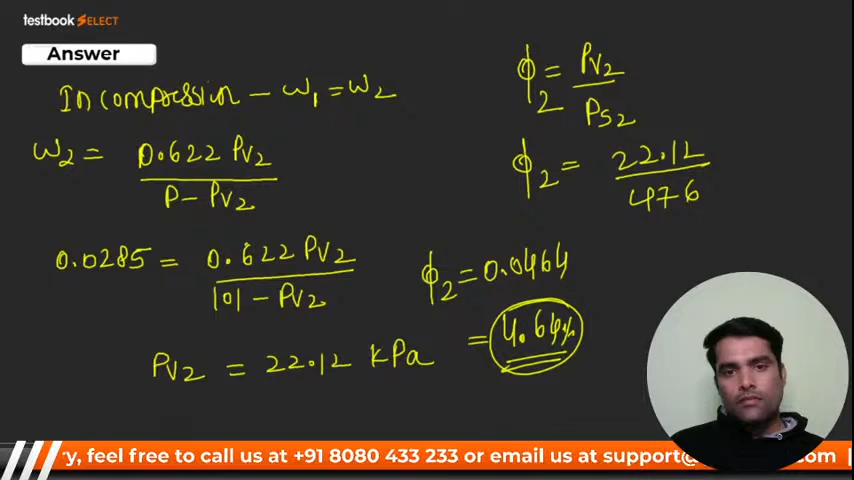 testbook SELECT
Answer
In compression - ω₁ = ω₂
ω₂ = 0.622 Pv₂
P - Pv₂
0.0285 = 0.622 Pv₂
101 - Pv₂
Pv₂ = 22.12 kPa
ϕ₂ = Pv₂
Ps₂
ϕ₂ = 22.12
476
ϕ₂ = 0.0464
= 4.64%
y, feel free to call us at +91 8080 433 233 or email us at support@